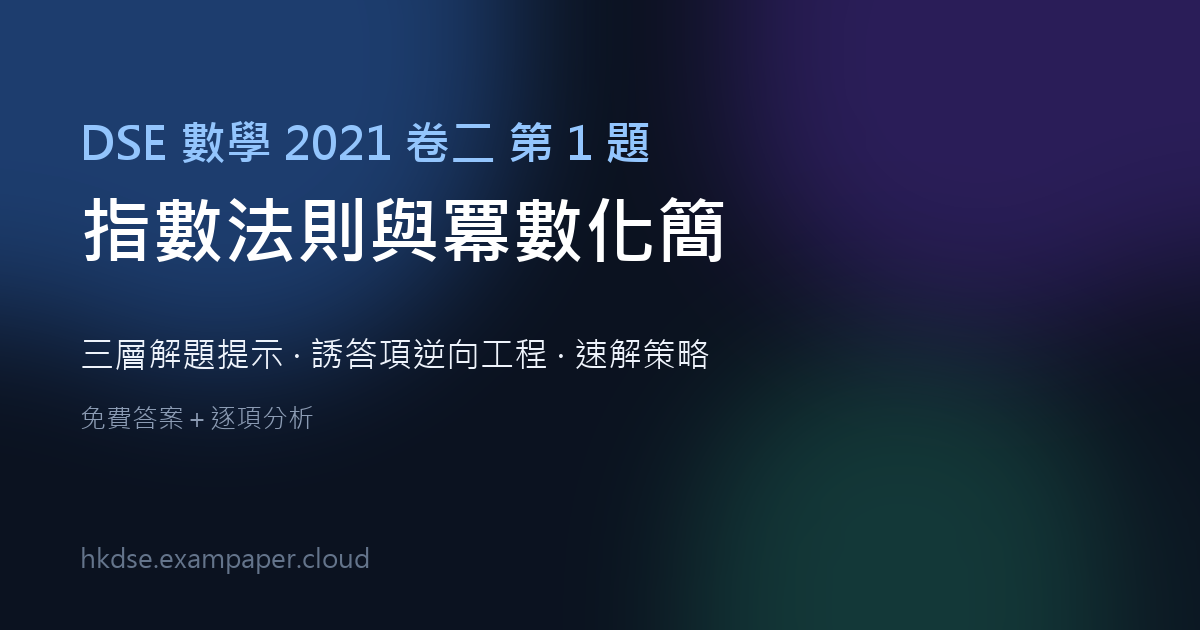 DSE 數學 2021 卷二 第 1 題
指數法則與冪數化簡
三層解題提示 · 誘答項逆向工程 · 速解策略
免費答案 + 逐項分析
hkdse.exampaper.cloud